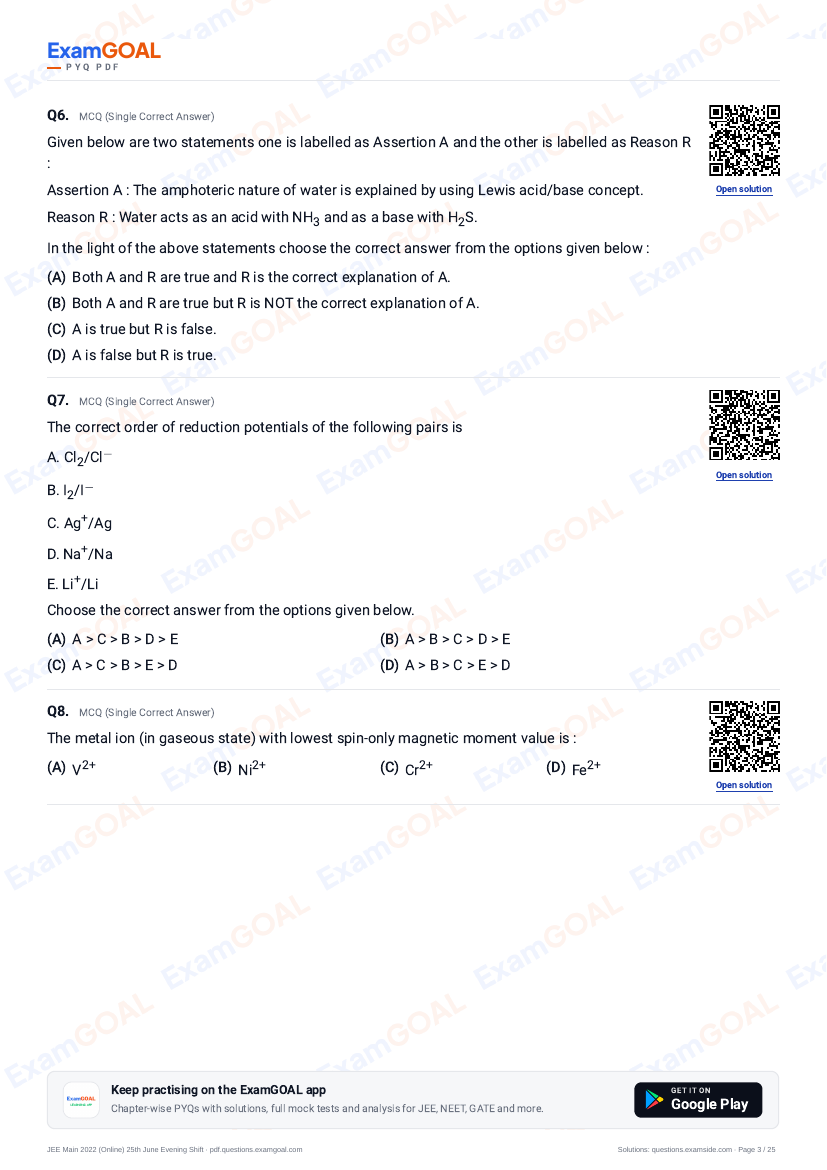 ExamGOAL
PYQ PDF
Q6. MCQ (Single Correct Answer)
Given below are two statements one is labelled as Assertion A and the other is labelled as Reason R
:
Assertion A : The amphoteric nature of water is explained by using Lewis acid/base concept.
Reason R : Water acts as an acid with NH3 and as a base with H2S.
In the light of the above statements choose the correct answer from the options given below :
(A) Both A and R are true and R is the correct explanation of A.
(B) Both A and R are true but R is NOT the correct explanation of A.
(C) A is true but R is false.
(D) A is false but R is true.
Open solution
Q7. MCQ (Single Correct Answer)
The correct order of reduction potentials of the following pairs is
A. Cl2/Cl−
B. I2/I−
C. Ag+/Ag
D. Na+/Na
E. Li+/Li
Choose the correct answer from the options given below.
(A) A > C > B > D > E (B) A > B > C > D > E
(C) A > C > B > E > D (D) A > B > C > E > D
Open solution
Q8. MCQ (Single Correct Answer)
The metal ion (in gaseous state) with lowest spin-only magnetic moment value is :
(A) V2+ (B) Ni2+ (C) Cr2+ (D) Fe2+
Open solution
Keep practising on the ExamGOAL app
Chapter-wise PYQs with solutions, full mock tests and analysis for JEE, NEET, GATE and more.
GET IT ON
Google Play
JEE Main 2022 (Online) 25th June Evening Shift · pdf.questions.examgoal.com Solutions: questions.examside.com · Page 3 / 25